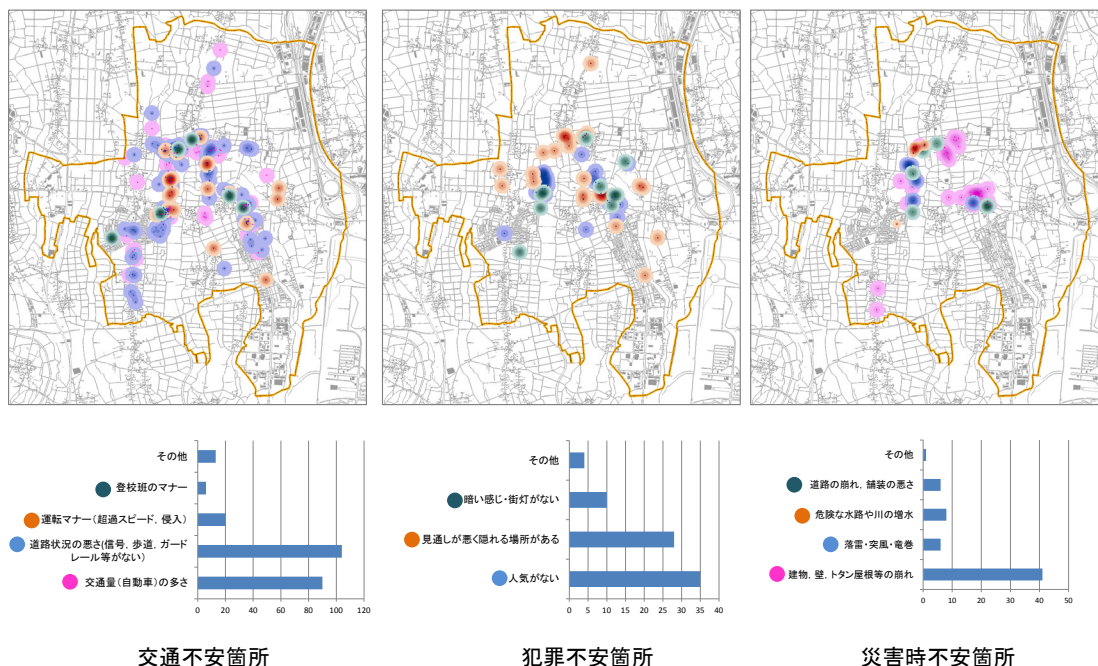 その他
登校班のマナー
運転マナー(超過スピード, 侵入)
道路状況の悪さ(信号, 歩道, ガード
レール等がない)
交通量(自動車)の多さ
0 20 40 60 80 100 120
交通不安箇所
その他
暗い感じ・街灯がない
見通しが悪く隠れる場所がある
人気がない
0 5 10 15 20 25 30 35 40
犯罪不安箇所
その他
道路の崩れ, 舗装の悪さ
危険な水路や川の増水
落雷・突風・竜巻
建物, 壁, トタン屋根等の崩れ
0 10 20 30 40 50
災害時不安箇所